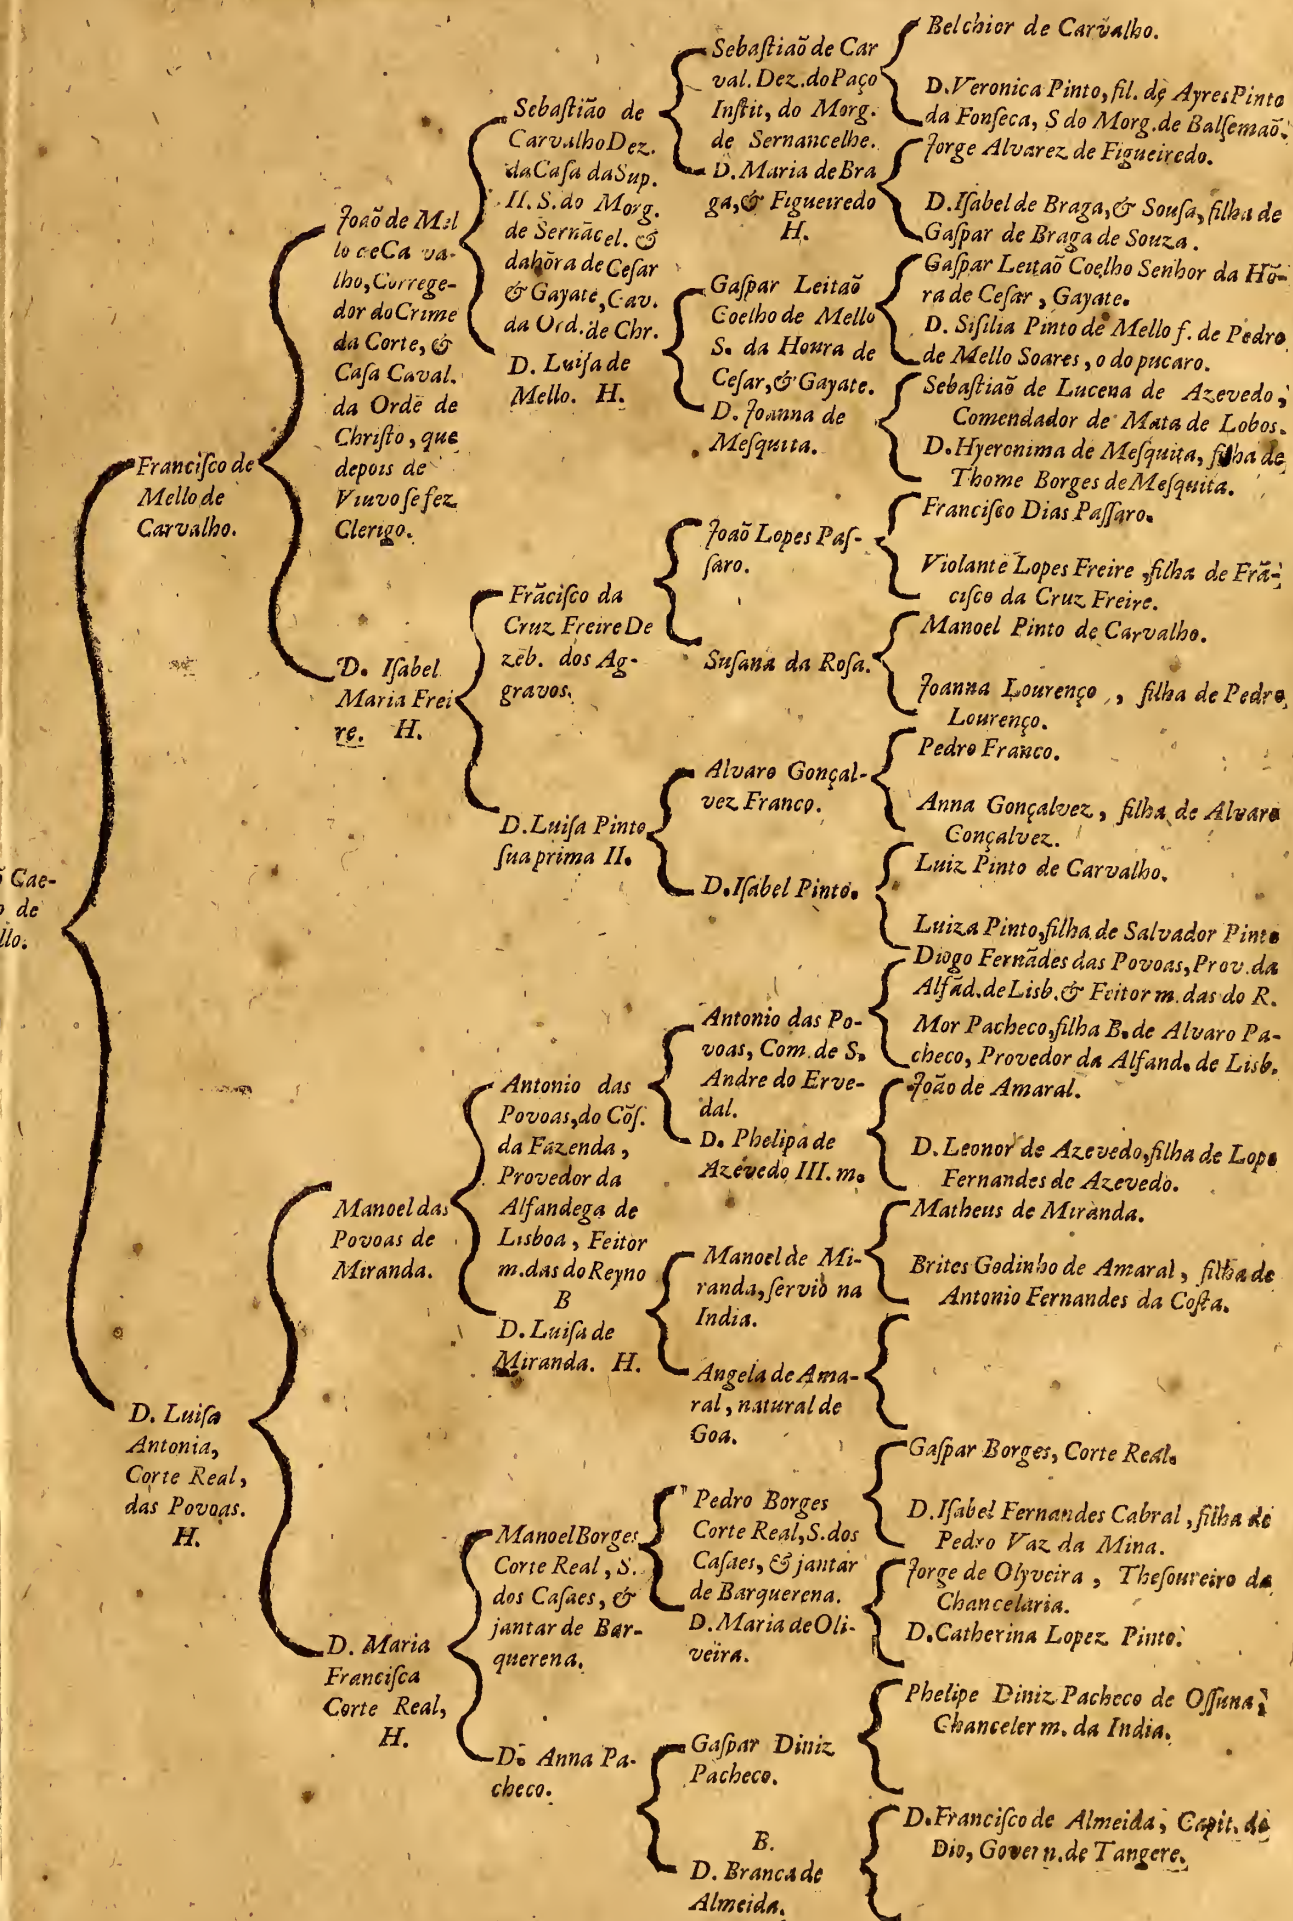 õ Cae-
de
llo.
Franciſco de
Mello de
Carvalho.
D. Luiſa
Antonia,
Corte Real,
das Povoas.
H.
João de Mel
lo de Ca va-
lho, Correge-
dor do Crime
da Corte, &
Caſa Caval.
da Ordē de
Chriſto, que
depois de
Viuvo ſe fez
Clerigo.
D. Iſabel
Maria Frei
re. H.
Manoel das
Povoas de
Miranda.
D. Maria
Franciſca
Corte Real,
H.
Sebaſtião de
Carvalho Dez.
da Caſa da Sup.
II. S. do Morg.
de Sernãcel. &
da hõra de Ceſar
& Gayate, Cav.
da Ord. de Chr.
D. Luiſa de
Mello. H.
Frãciſco da
Cruz Freire De
zēb. dos Ag-
gravos.
D. Luiſa Pinto
ſua prima II.
Antonio das
Povoas, do Cõſ.
da Fazenda,
Provedor da
Alfandega de
Lisboa, Feitor
m. das do Reyno
B
D. Luiſa de
Miranda. H.
Manoel Borges
Corte Real, S.
dos Caſaes, &
jantar de Bar-
querena.
D. Anna Pa-
checo.
Sebaſtiaõ de Car
val. Dez. do Paço
Inſtit, do Morg.
de Sernancelhe.
D. Maria de Bra
ga, & Figueiredo
H.
Gaſpar Leitaõ
Coelho de Mello
S. da Honra de
Ceſar, & Gayate.
D. Joanna de
Meſquita.
Joaõ Lopes Paſ-
ſaro.
Suſana da Roſa.
Alvaro Gonçal-
vez Franco.
D. Iſabel Pinto.
Antonio das Po-
voas, Com. de S.
Andre do Erve-
dal.
D. Phelipa de
Azevedo III. m.
Manoel de Mi-
randa, ſervio na
India.
Angela de Ama-
ral, natural de
Goa.
Pedro Borges
Corte Real, S. dos
Caſaes, & jantar
de Barquerena.
D. Maria de Oli-
veira.
Gaſpar Diniz
Pacheco.
B.
D. Branca de
Almeida.
Belchior de Carvalho.
D. Veronica Pinto, fil. de Ayres Pinto
da Fonſeca, S do Morg. de Balſemaõ.
Jorge Alvarez de Figueiredo.
D. Iſabel de Braga, & Souſa, filha de
Gaſpar de Braga de Souza.
Gaſpar Leitaõ Coelho Senhor da Hõ-
ra de Ceſar, Gayate.
D. Siſilia Pinto de Mello f. de Pedro
de Mello Soares, o do pucaro.
Sebaſtiaõ de Lucena de Azevedo,
Comendador de Mata de Lobos.
D. Hyeronima de Meſquita, filha de
Thome Borges de Meſquita.
Franciſco Dias Paſſaro.
Violante Lopes Freire, filha de Frã-
ciſco da Cruz Freire.
Manoel Pinto de Carvalho.
Joanna Lourenço, filha de Pedro
Lourenço.
Pedro Franco.
Anna Gonçalvez, filha de Alvaro
Gonçalvez.
Luiz Pinto de Carvalho.
Luiza Pinto, filha de Salvador Pinto
Diogo Fernãdes das Povoas, Prov. da
Alfãd. de Lisb. & Feitor m. das do R.
Mor Pacheco, filha B. de Alvaro Pa-
checo, Provedor da Alfand. de Lisb.
João de Amaral.
D. Leonor de Azevedo, filha de Lopo
Fernandes de Azevedo.
Matheus de Miranda.
Brites Godinho de Amaral, filha de
Antonio Fernandes da Coſta.
Gaſpar Borges, Corte Real.
D. Iſabel Fernandes Cabral, filha de
Pedro Vaz da Mina.
Jorge de Olyveira, Theſoureiro da
Chancelaria.
D. Catherina Lopez Pinto.
Phelipe Diniz Pacheco de Oſſuna,
Chanceler m. da India.
D. Franciſco de Almeida, Capit. de
Dio, Govern. de Tangere.